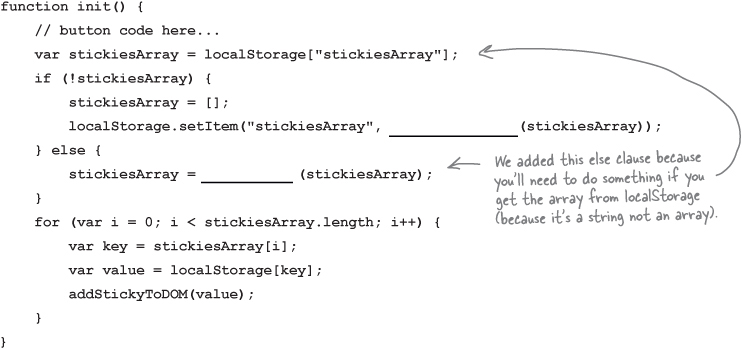 function init() {
// button code here...
var stickiesArray = localStorage["stickiesArray"];
if (!stickiesArray) {
stickiesArray = [];
localStorage.setItem("stickiesArray", ____________ (stickiesArray));
} else {
stickiesArray = __________ (stickiesArray);
}
for (var i = 0; i < stickiesArray.length; i++) {
var key = stickiesArray[i];
var value = localStorage[key];
addStickyToDOM(value);
}
}
We added this else clause because
you'll need to do something if you
get the array from localStorage
(because it's a string not an array).